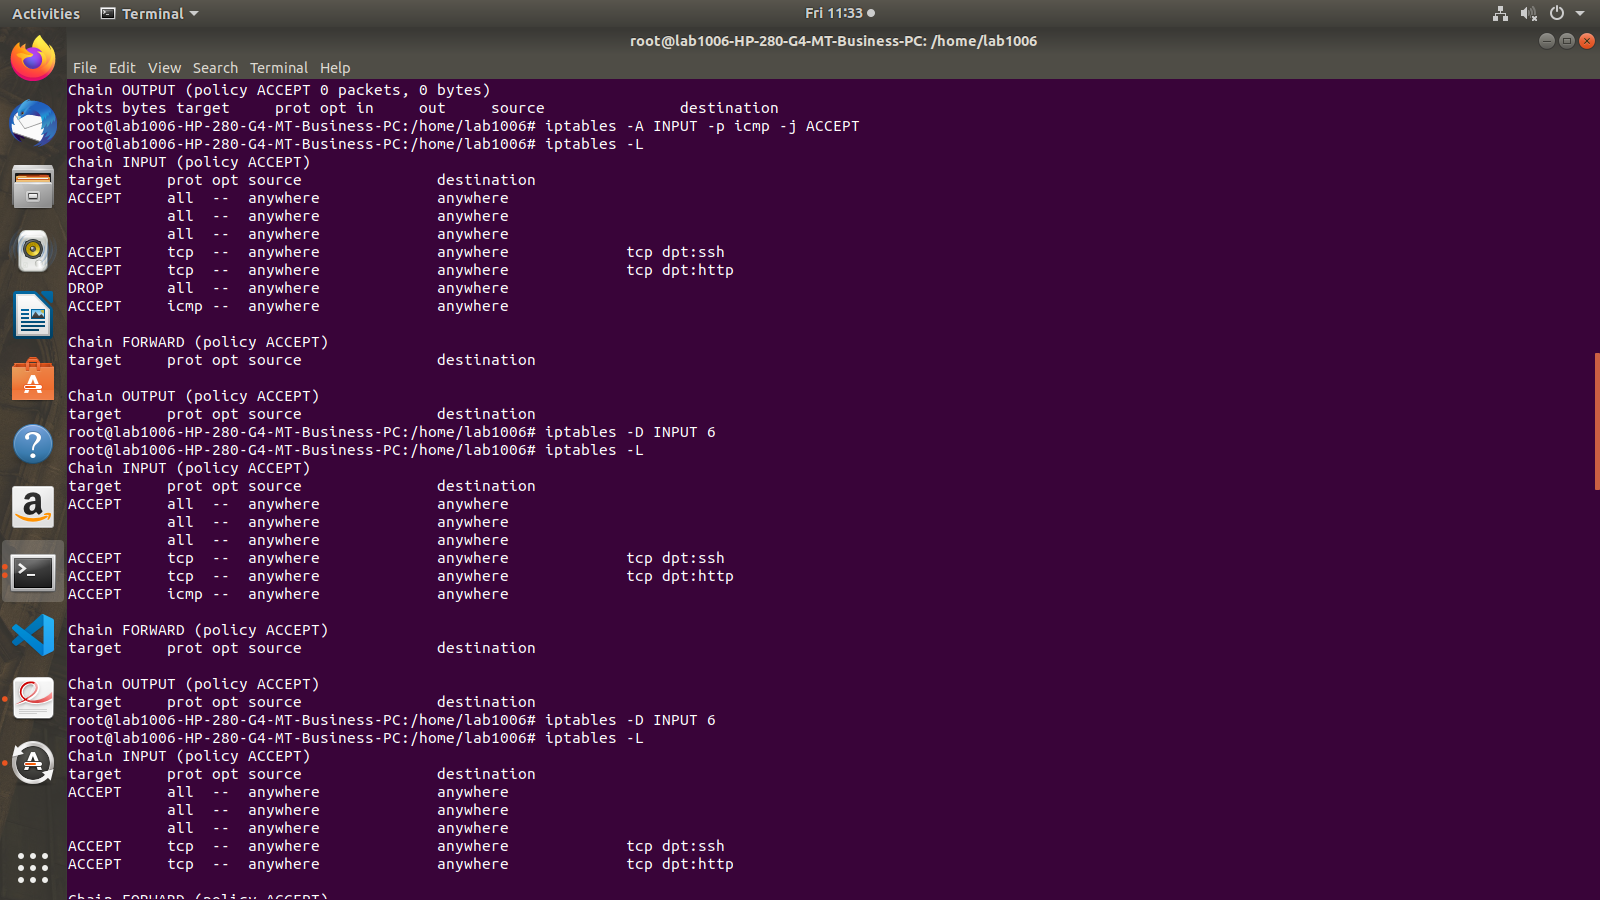 Activities Terminal Fri 11:33
root@lab1006-HP-280-G4-MT-Business-PC: /home/lab1006
File Edit View Search Terminal Help
Chain OUTPUT (policy ACCEPT 0 packets, 0 bytes)
 pkts bytes target     prot opt in     out     source               destination
root@lab1006-HP-280-G4-MT-Business-PC:/home/lab1006# iptables -A INPUT -p icmp -j ACCEPT
root@lab1006-HP-280-G4-MT-Business-PC:/home/lab1006# iptables -L
Chain INPUT (policy ACCEPT)
target     prot opt source               destination
ACCEPT     all  --  anywhere             anywhere
           all  --  anywhere             anywhere
           all  --  anywhere             anywhere
ACCEPT     tcp  --  anywhere             anywhere             tcp dpt:ssh
ACCEPT     tcp  --  anywhere             anywhere             tcp dpt:http
DROP       all  --  anywhere             anywhere
ACCEPT     icmp --  anywhere             anywhere
Chain FORWARD (policy ACCEPT)
target     prot opt source               destination
Chain OUTPUT (policy ACCEPT)
target     prot opt source               destination
root@lab1006-HP-280-G4-MT-Business-PC:/home/lab1006# iptables -D INPUT 6
root@lab1006-HP-280-G4-MT-Business-PC:/home/lab1006# iptables -L
Chain INPUT (policy ACCEPT)
target     prot opt source               destination
ACCEPT     all  --  anywhere             anywhere
           all  --  anywhere             anywhere
           all  --  anywhere             anywhere
ACCEPT     tcp  --  anywhere             anywhere             tcp dpt:ssh
ACCEPT     tcp  --  anywhere             anywhere             tcp dpt:http
ACCEPT     icmp --  anywhere             anywhere
Chain FORWARD (policy ACCEPT)
target     prot opt source               destination
Chain OUTPUT (policy ACCEPT)
target     prot opt source               destination
root@lab1006-HP-280-G4-MT-Business-PC:/home/lab1006# iptables -D INPUT 6
root@lab1006-HP-280-G4-MT-Business-PC:/home/lab1006# iptables -L
Chain INPUT (policy ACCEPT)
target     prot opt source               destination
ACCEPT     all  --  anywhere             anywhere
           all  --  anywhere             anywhere
           all  --  anywhere             anywhere
ACCEPT     tcp  --  anywhere             anywhere             tcp dpt:ssh
ACCEPT     tcp  --  anywhere             anywhere             tcp dpt:http
Chain FORWARD (policy ACCEPT)